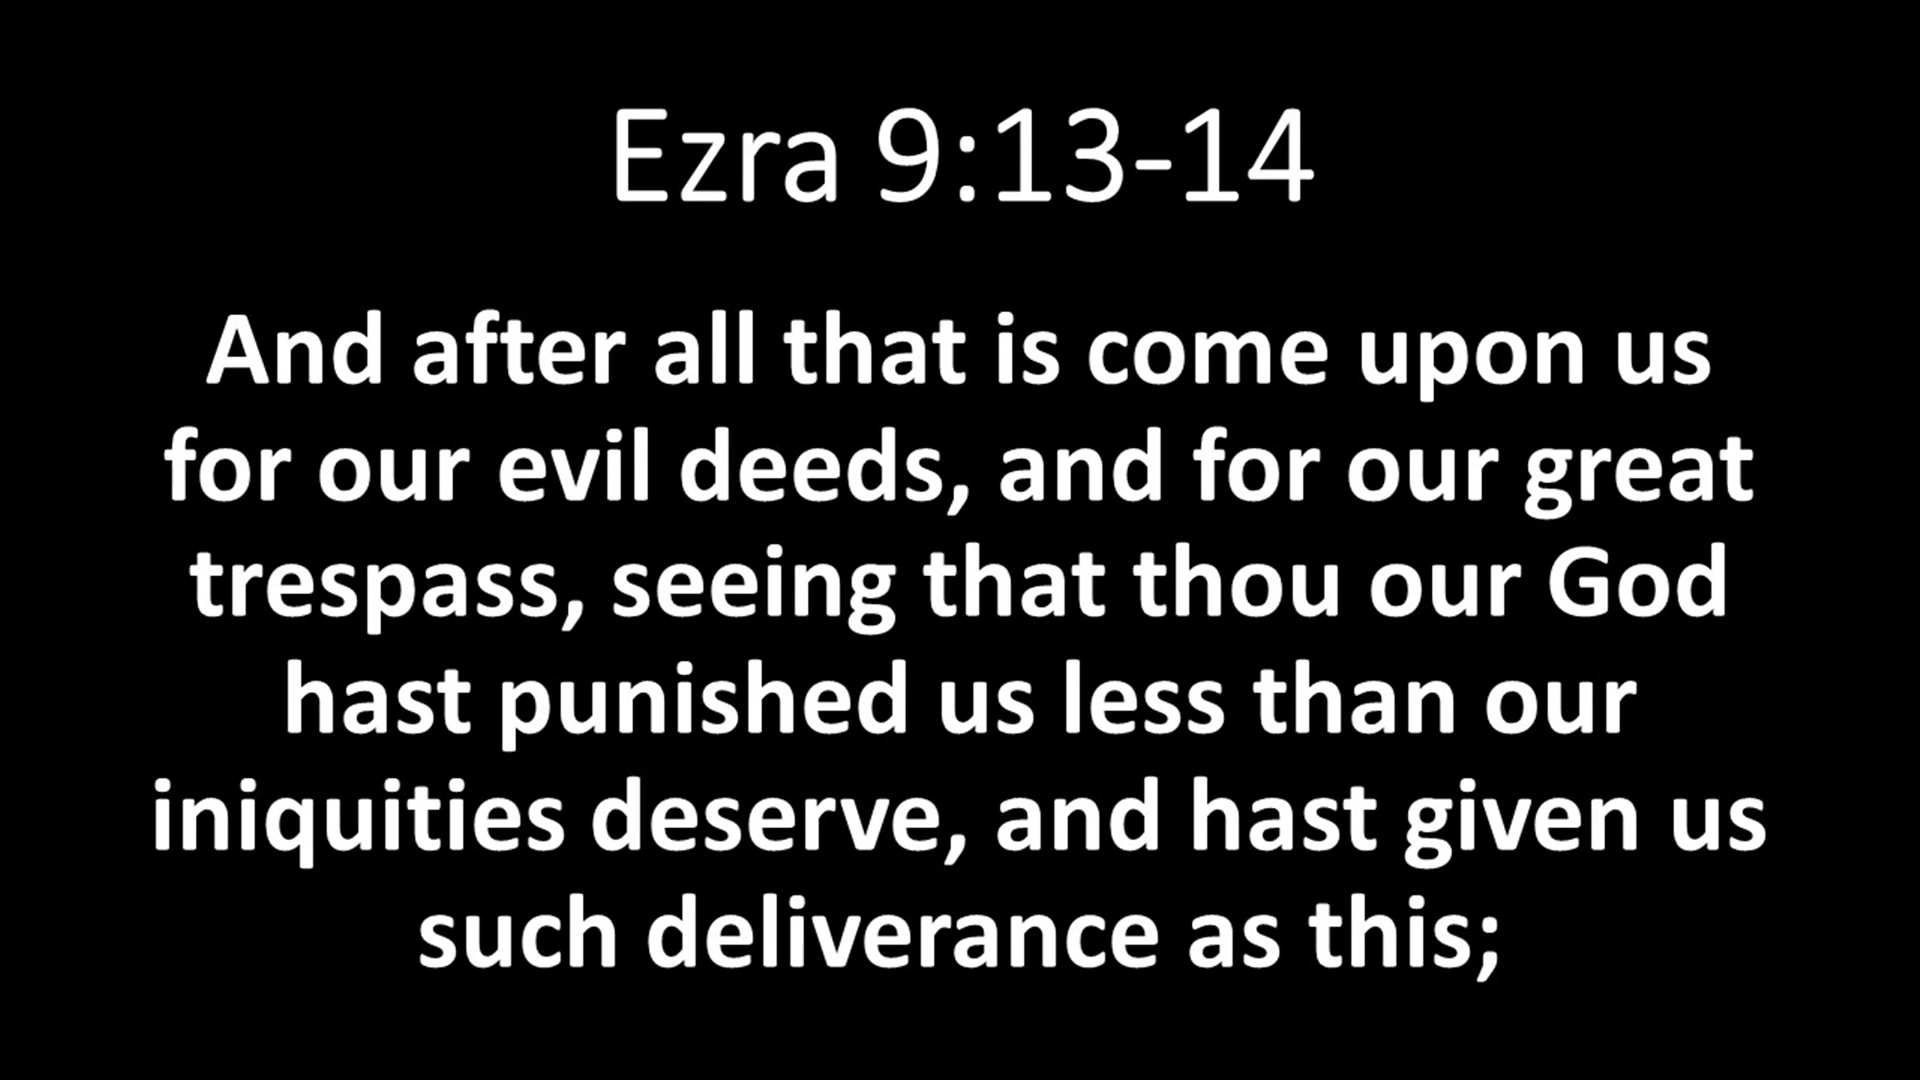 Ezra 9:13-14
And after all that is come upon us
for our evil deeds, and for our great
trespass, seeing that thou our God
hast punished us less than our
iniquities deserve, and hast given us
such deliverance as this;